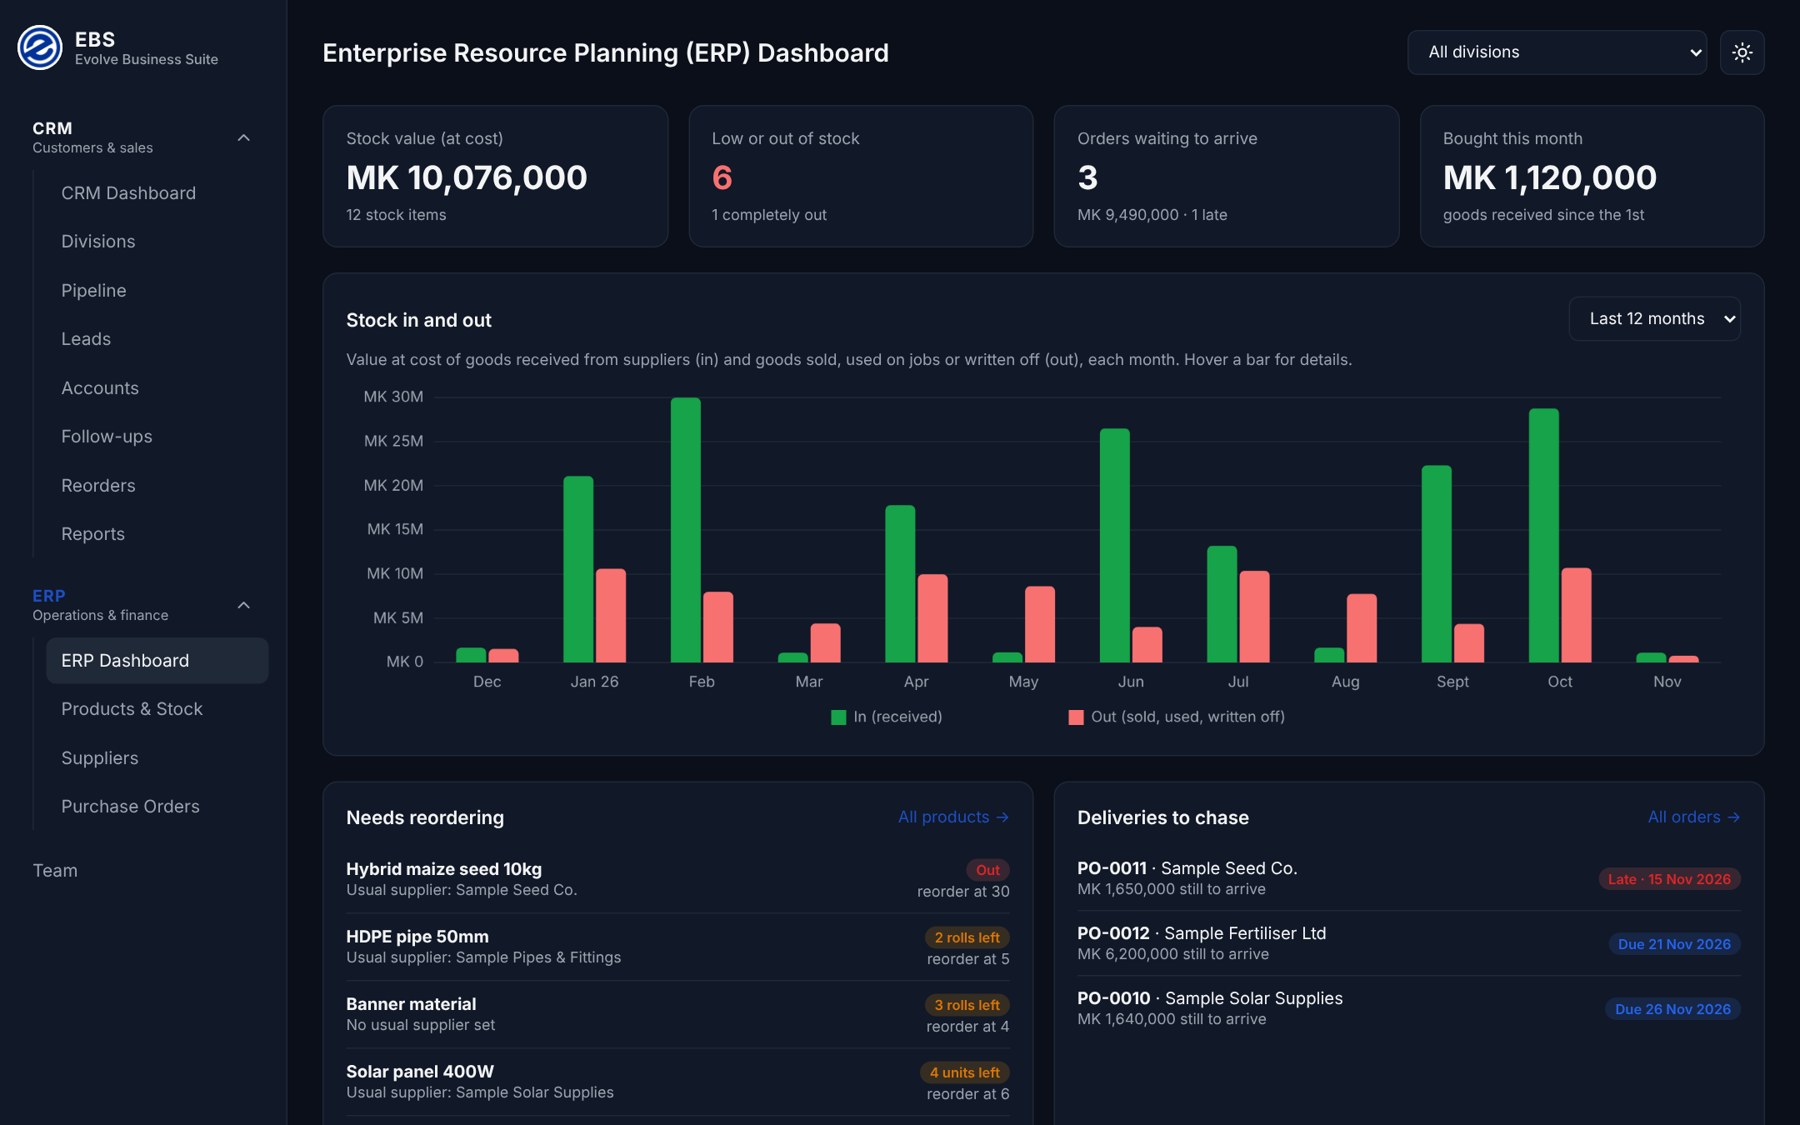 EBS
Evolve Business Suite
CRM
Customers & sales
CRM Dashboard
Divisions
Pipeline
Leads
Accounts
Follow-ups
Reorders
Reports
ERP
Operations & finance
ERP Dashboard
Products & Stock
Suppliers
Purchase Orders
Team
Enterprise Resource Planning (ERP) Dashboard
All divisions
Stock value (at cost)
MK 10,076,000
12 stock items
Low or out of stock
6
1 completely out
Orders waiting to arrive
3
MK 9,490,000 · 1 late
Bought this month
MK 1,120,000
goods received since the 1st
Stock in and out
Last 12 months
Value at cost of goods received from suppliers (in) and goods sold, used on jobs or written off (out), each month. Hover a bar for details.
MK 30M
MK 25M
MK 20M
MK 15M
MK 10M
MK 5M
MK 0
Dec Jan 26 Feb Mar Apr May Jun Jul Aug Sept Oct Nov
In (received) Out (sold, used, written off)
Needs reordering
All products →
Hybrid maize seed 10kg
Out
Usual supplier: Sample Seed Co.
reorder at 30
HDPE pipe 50mm
2 rolls left
Usual supplier: Sample Pipes & Fittings
reorder at 5
Banner material
3 rolls left
No usual supplier set
reorder at 4
Solar panel 400W
4 units left
Usual supplier: Sample Solar Supplies
reorder at 6
Deliveries to chase
All orders →
PO-0011 · Sample Seed Co.
MK 1,650,000 still to arrive
Late · 15 Nov 2026
PO-0012 · Sample Fertiliser Ltd
MK 6,200,000 still to arrive
Due 21 Nov 2026
PO-0010 · Sample Solar Supplies
MK 1,640,000 still to arrive
Due 26 Nov 2026